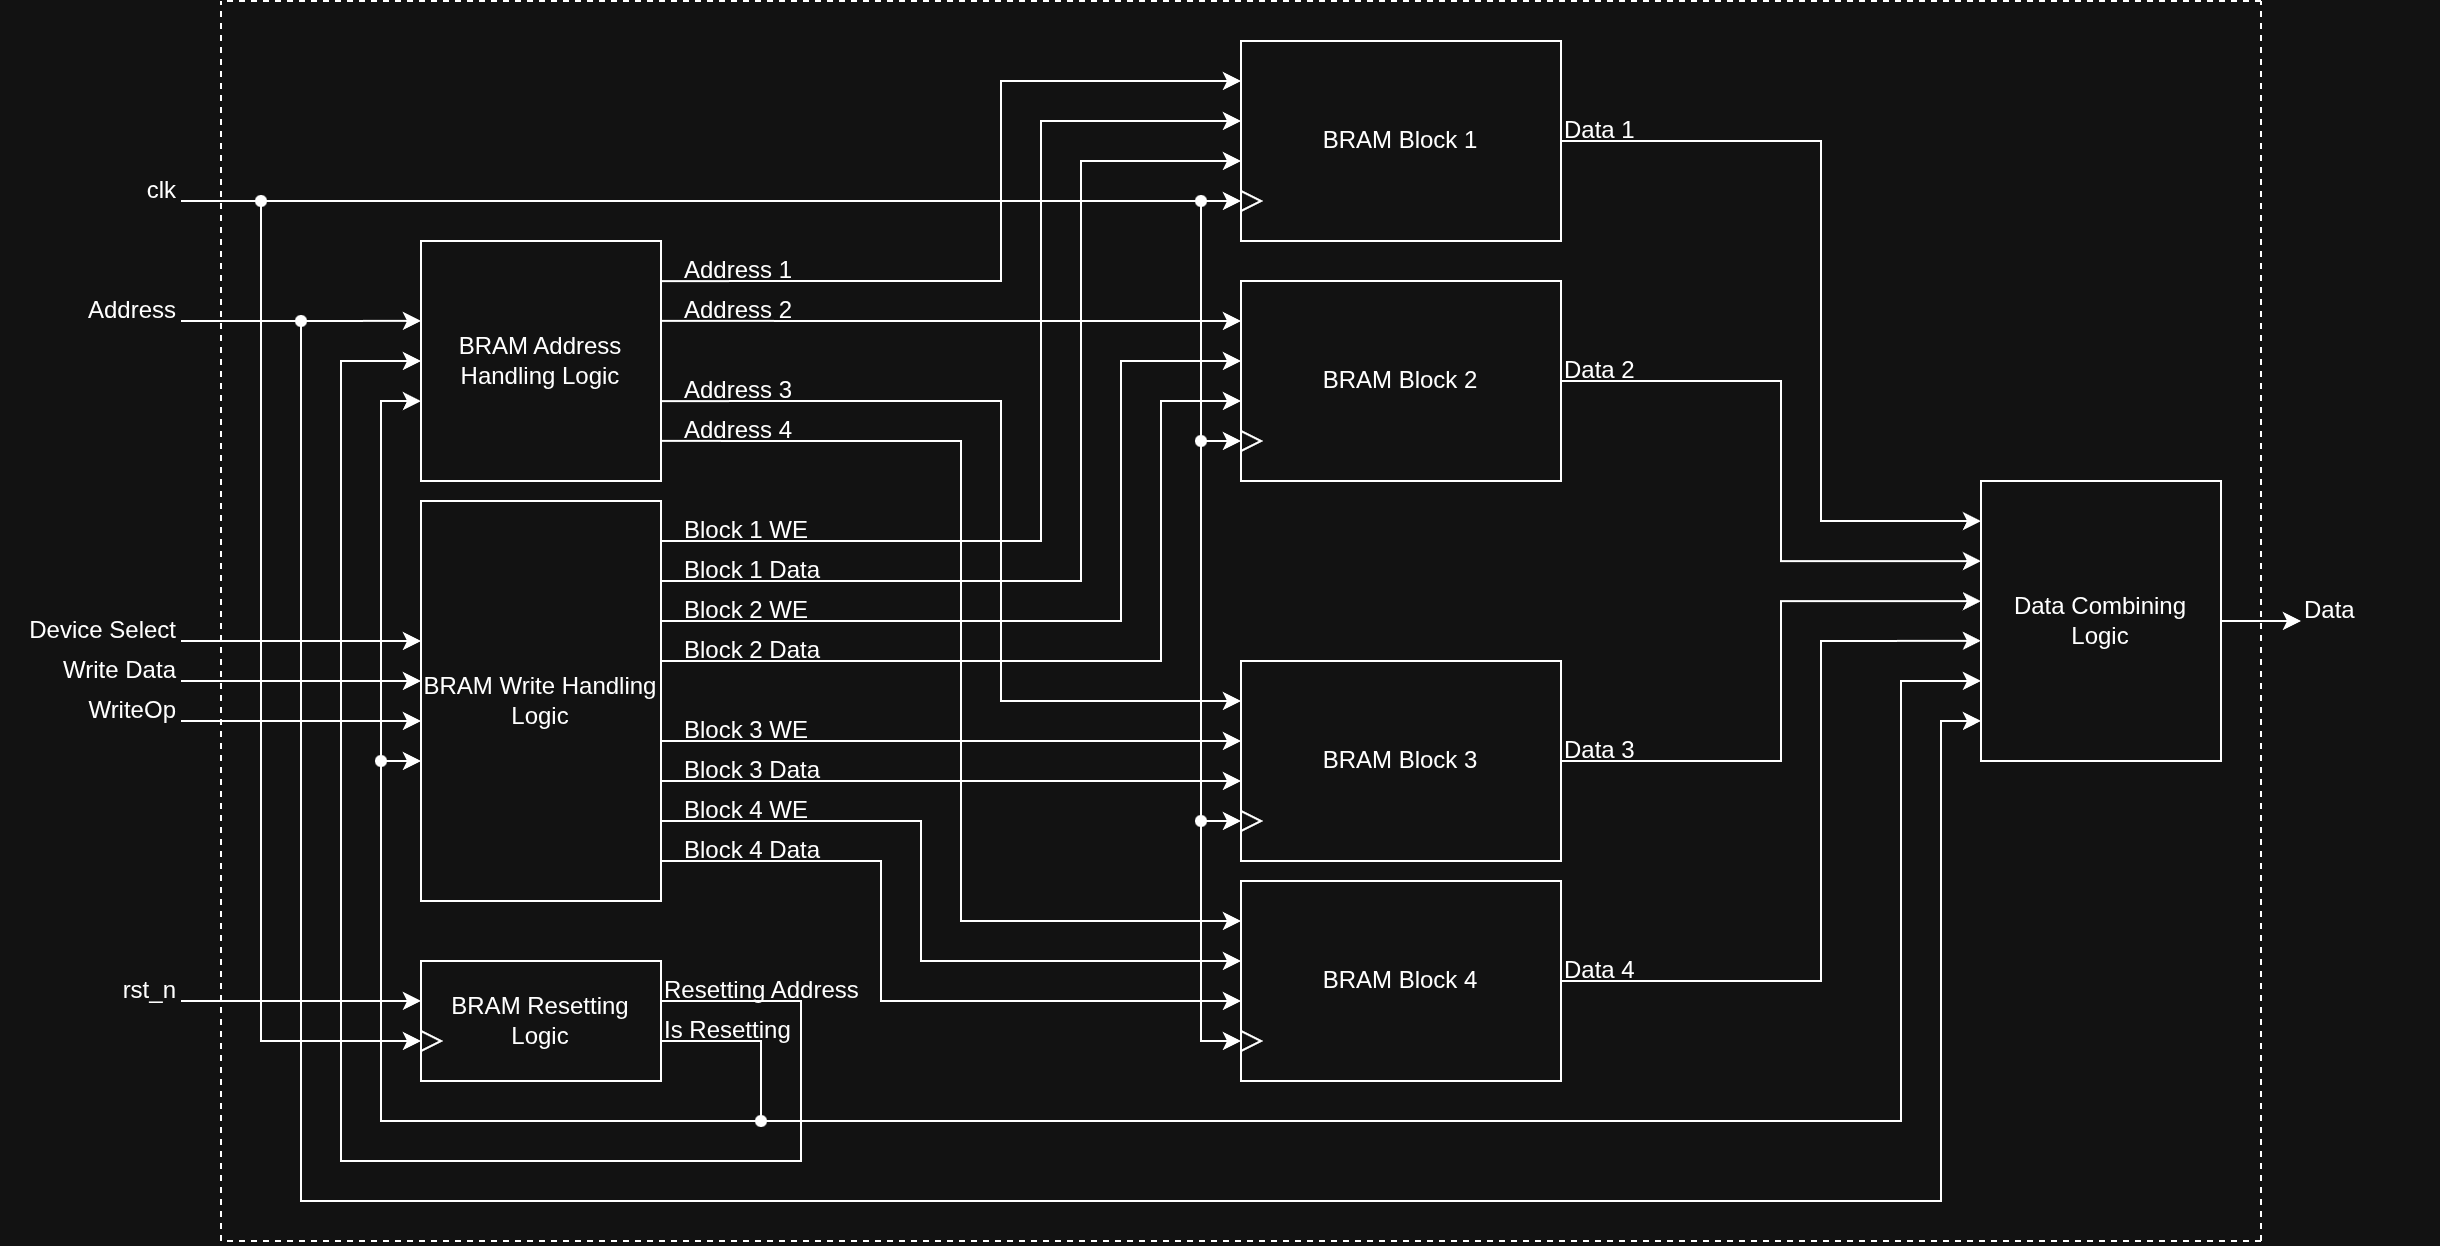 clk
Address
Device Select
Write Data
WriteOp
rst_n
BRAM Address
Handling Logic
Address 1
Address 2
Address 3
Address 4
BRAM Write Handling
Logic
Block 1 WE
Block 1 Data
Block 2 WE
Block 2 Data
Block 3 WE
Block 3 Data
Block 4 WE
Block 4 Data
BRAM Resetting
Logic
Resetting Address
Is Resetting
BRAM Block 1
Data 1
BRAM Block 2
Data 2
BRAM Block 3
Data 3
BRAM Block 4
Data 4
Data Combining
Logic
Data